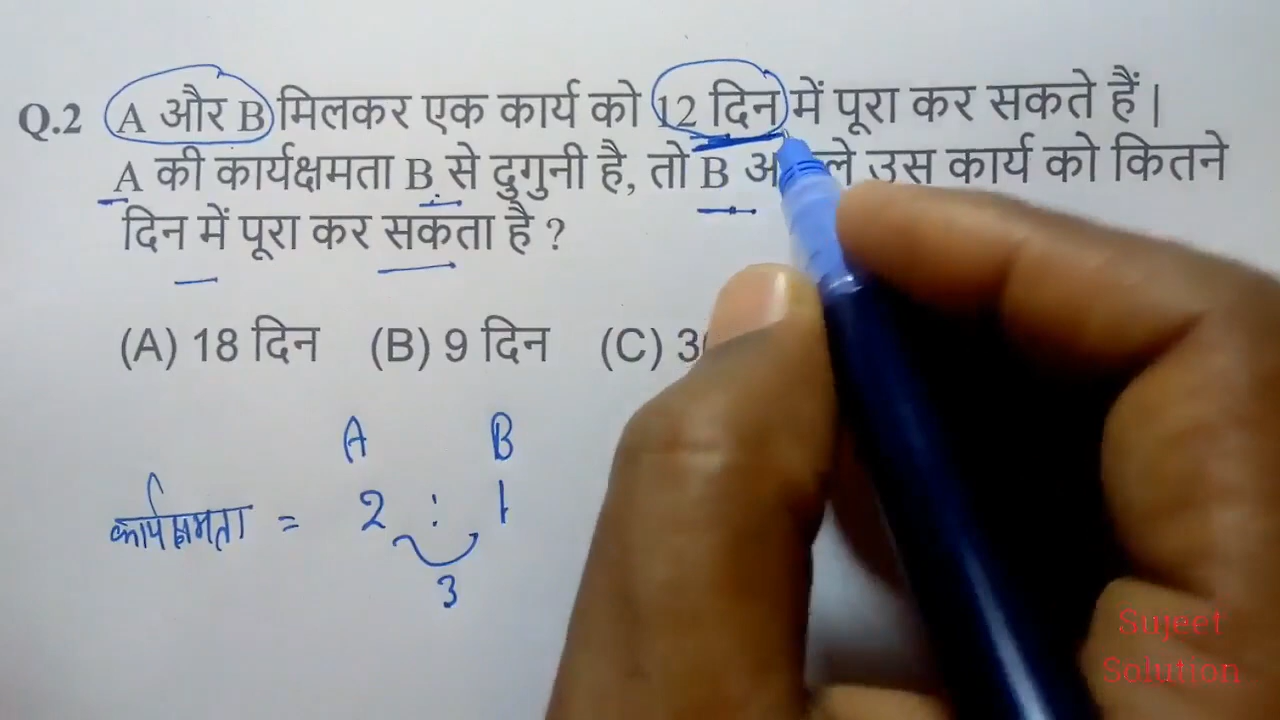 Q.2 A और B मिलकर एक कार्य को 12 दिन में पूरा कर सकते हैं |
A की कार्यक्षमता B से दुगुनी है, तो B उस कार्य को कितने
दिन में पूरा कर सकता है ?
(A) 18 दिन (B) 9 दिन (C)
A B
कार्यक्षमता = 2 : 1
3
Sujeet
Solution